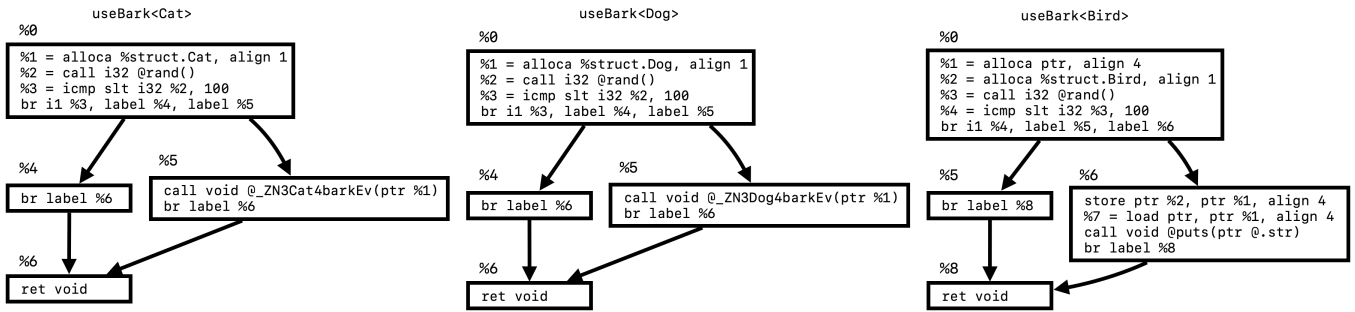 useBark<Cat>
%0
%1 = alloca %struct.Cat, align 1
%2 = call i32 @rand()
%3 = icmp slt i32 %2, 100
br i1 %3, label %4, label %5
%4
br label %6
%5
call void @_ZN3Cat4barkEv(ptr %1)
br label %6
%6
ret void
useBark<Dog>
%0
%1 = alloca %struct.Dog, align 1
%2 = call i32 @rand()
%3 = icmp slt i32 %2, 100
br i1 %3, label %4, label %5
%4
br label %6
%5
call void @_ZN3Dog4barkEv(ptr %1)
br label %6
%6
ret void
useBark<Bird>
%0
%1 = alloca ptr, align 4
%2 = alloca %struct.Bird, align 1
%3 = call i32 @rand()
%4 = icmp slt i32 %3, 100
br i1 %4, label %5, label %6
%5
br label %8
%6
store ptr %2, ptr %1, align 4
%7 = load ptr, ptr %1, align 4
call void @puts(ptr @.str)
br label %8
%8
ret void